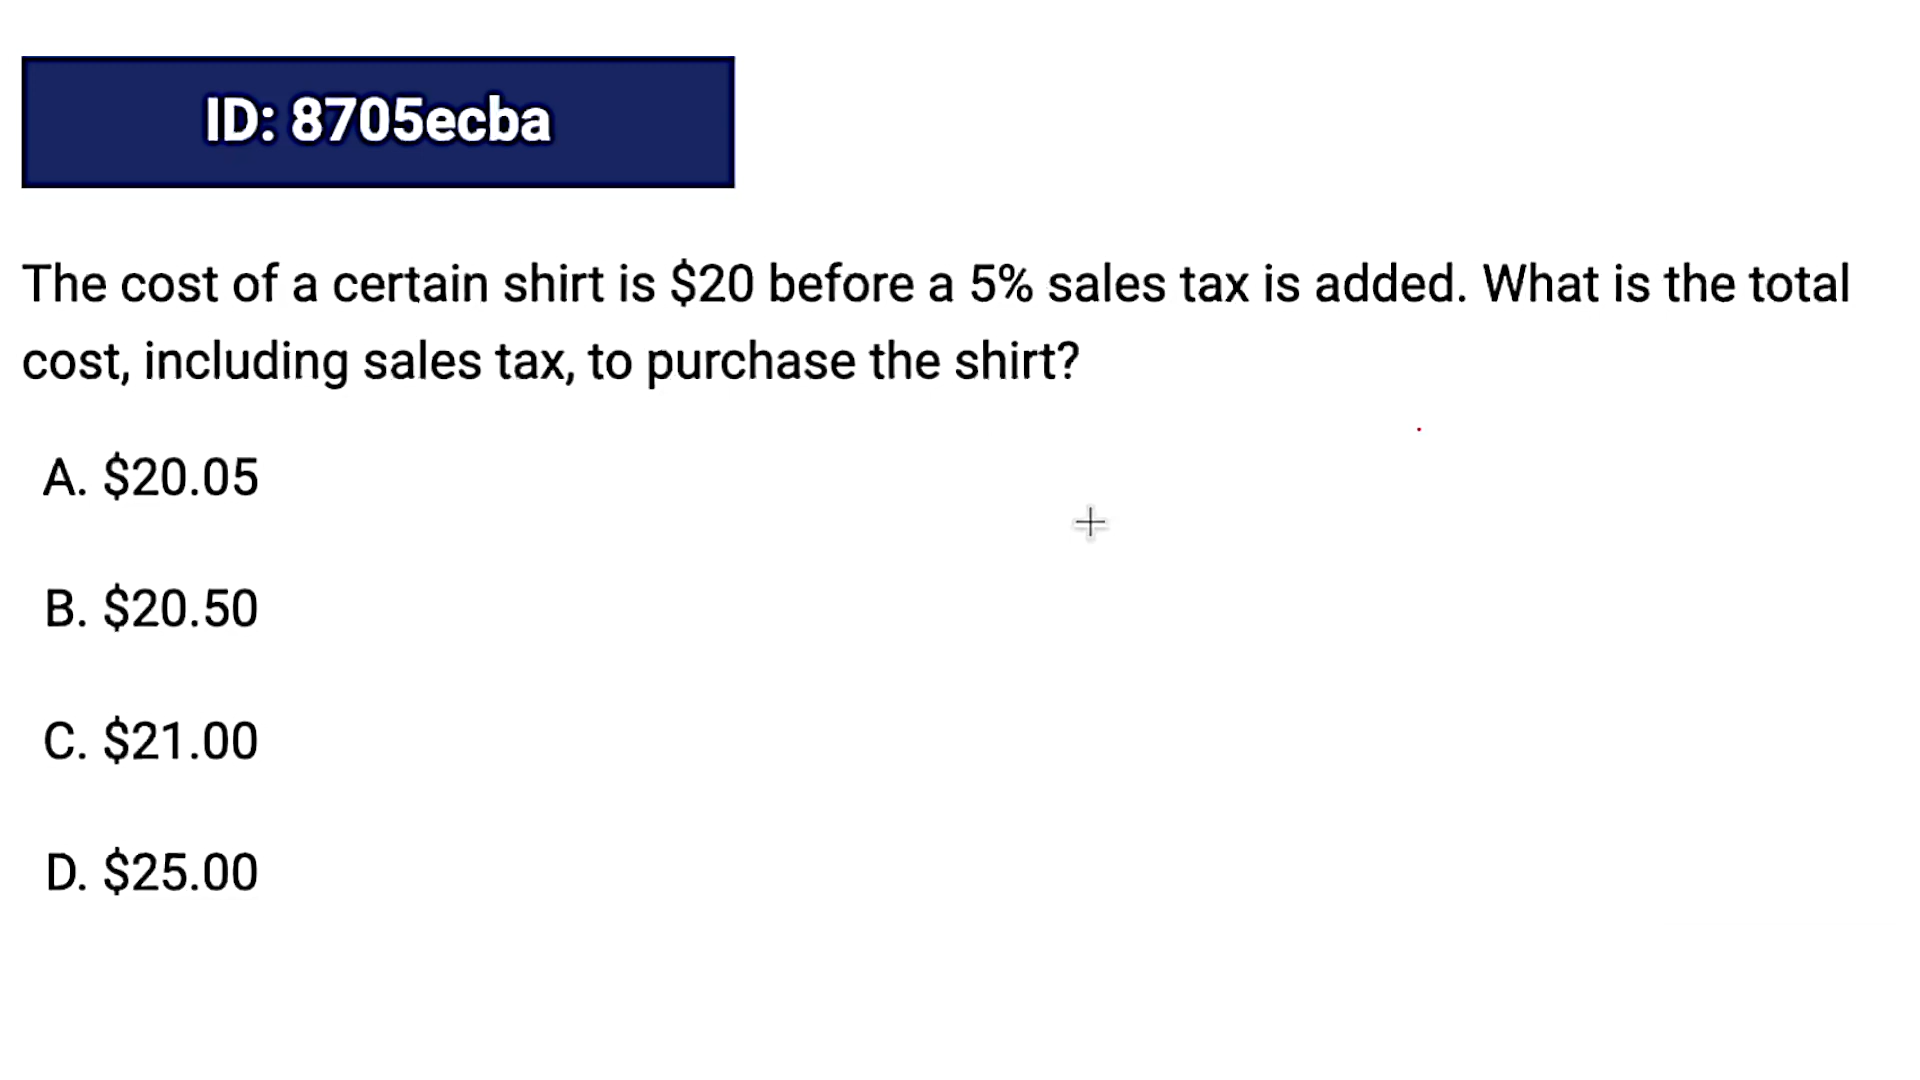 ID: 8705ecba
The cost of a certain shirt is $20 before a 5% sales tax is added. What is the total
cost, including sales tax, to purchase the shirt?
A. $20.05
B. $20.50
C. $21.00
D. $25.00